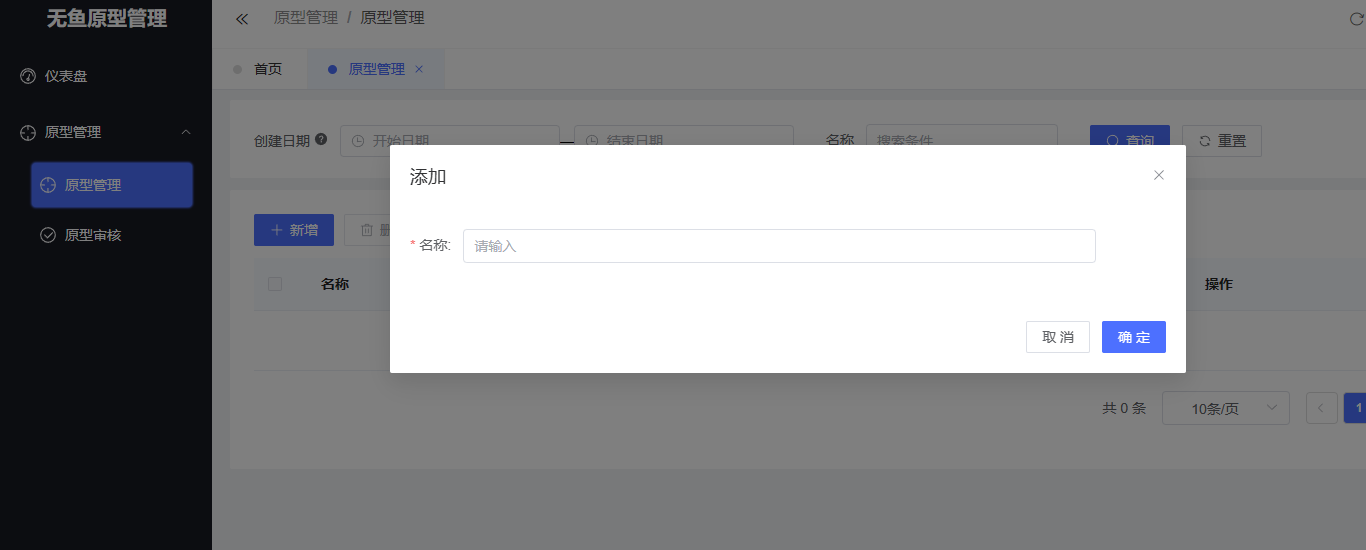 无鱼原型管理
仪表盘
原型管理
原型管理
原型审核
原型管理 / 原型管理
首页
原型管理
创建日期 开始日期 — 结束日期 名称 搜索条件 查询 重置
新增
名称 操作
共 0 条 10条/页 1
添加
* 名称: 请输入
取 消 确 定